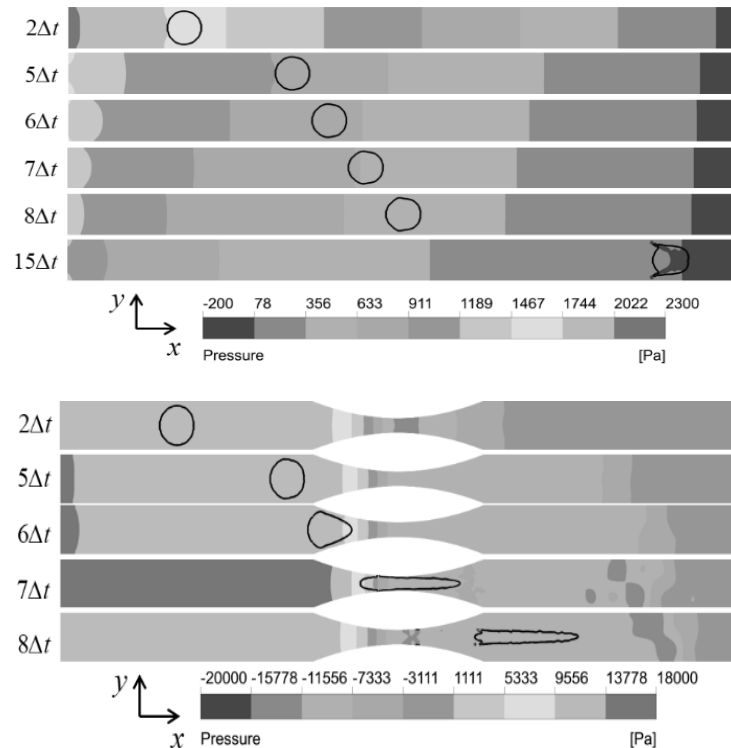 2Δt
5Δt
6Δt
7Δt
8Δt
15Δt
y
x
-200 78 356 633 911 1189 1467 1744 2022 2300
Pressure [Pa]
2Δt
5Δt
6Δt
7Δt
8Δt
y
x
-20000 -15778 -11556 -7333 -3111 1111 5333 9556 13778 18000
Pressure [Pa]